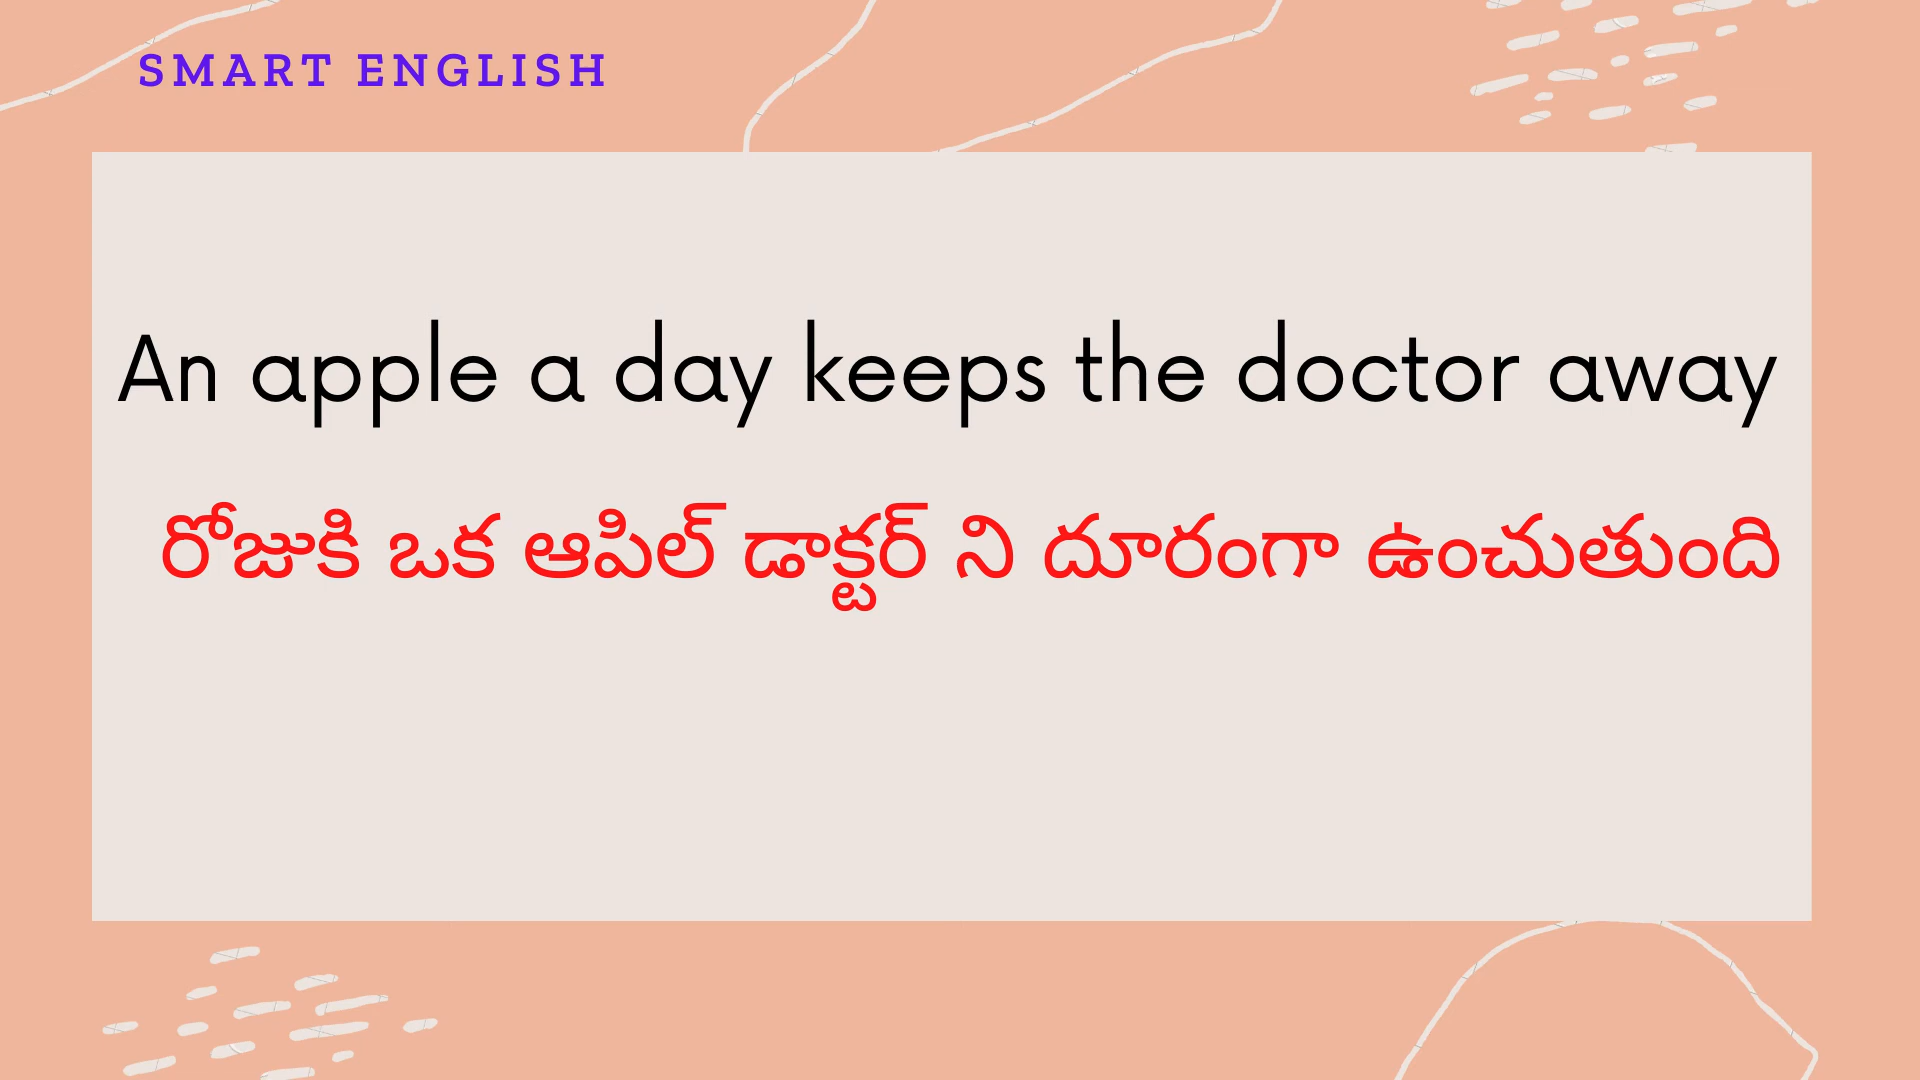 SMART ENGLISH
An apple a day keeps the doctor away
రోజుకి ఒక ఆపిల్ డాక్టర్ ని దూరంగా ఉంచుతుంది